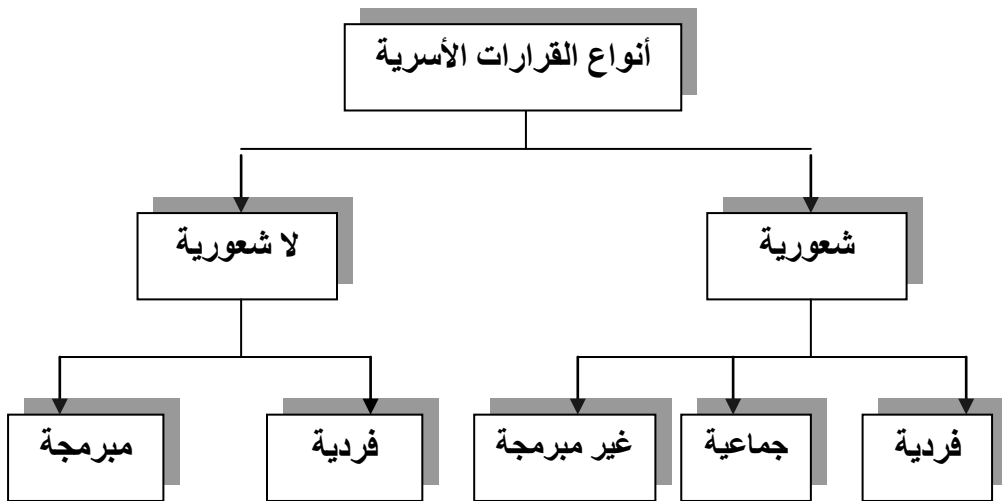 أنواع القرارات الأسرية
شعورية
لا شعورية
فردية
جماعية
غير مبرمجة
فردية
مبرمجة